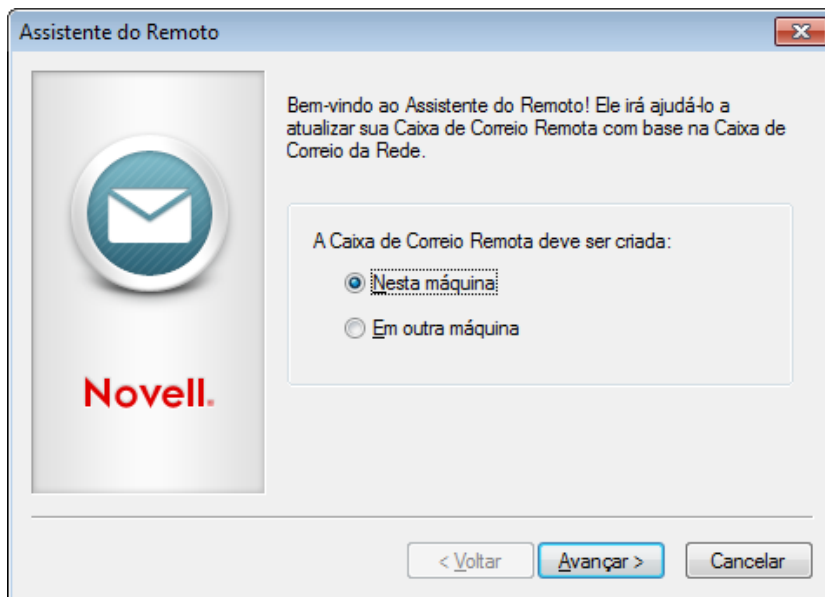 Assistente do Remoto
Bem-vindo ao Assistente do Remoto! Ele irá ajudá-lo a
atualizar sua Caixa de Correio Remota com base na Caixa de
Correio da Rede.
A Caixa de Correio Remota deve ser criada:
Nesta máquina
Em outra máquina
Novell®
< Voltar
Avançar >
Cancelar